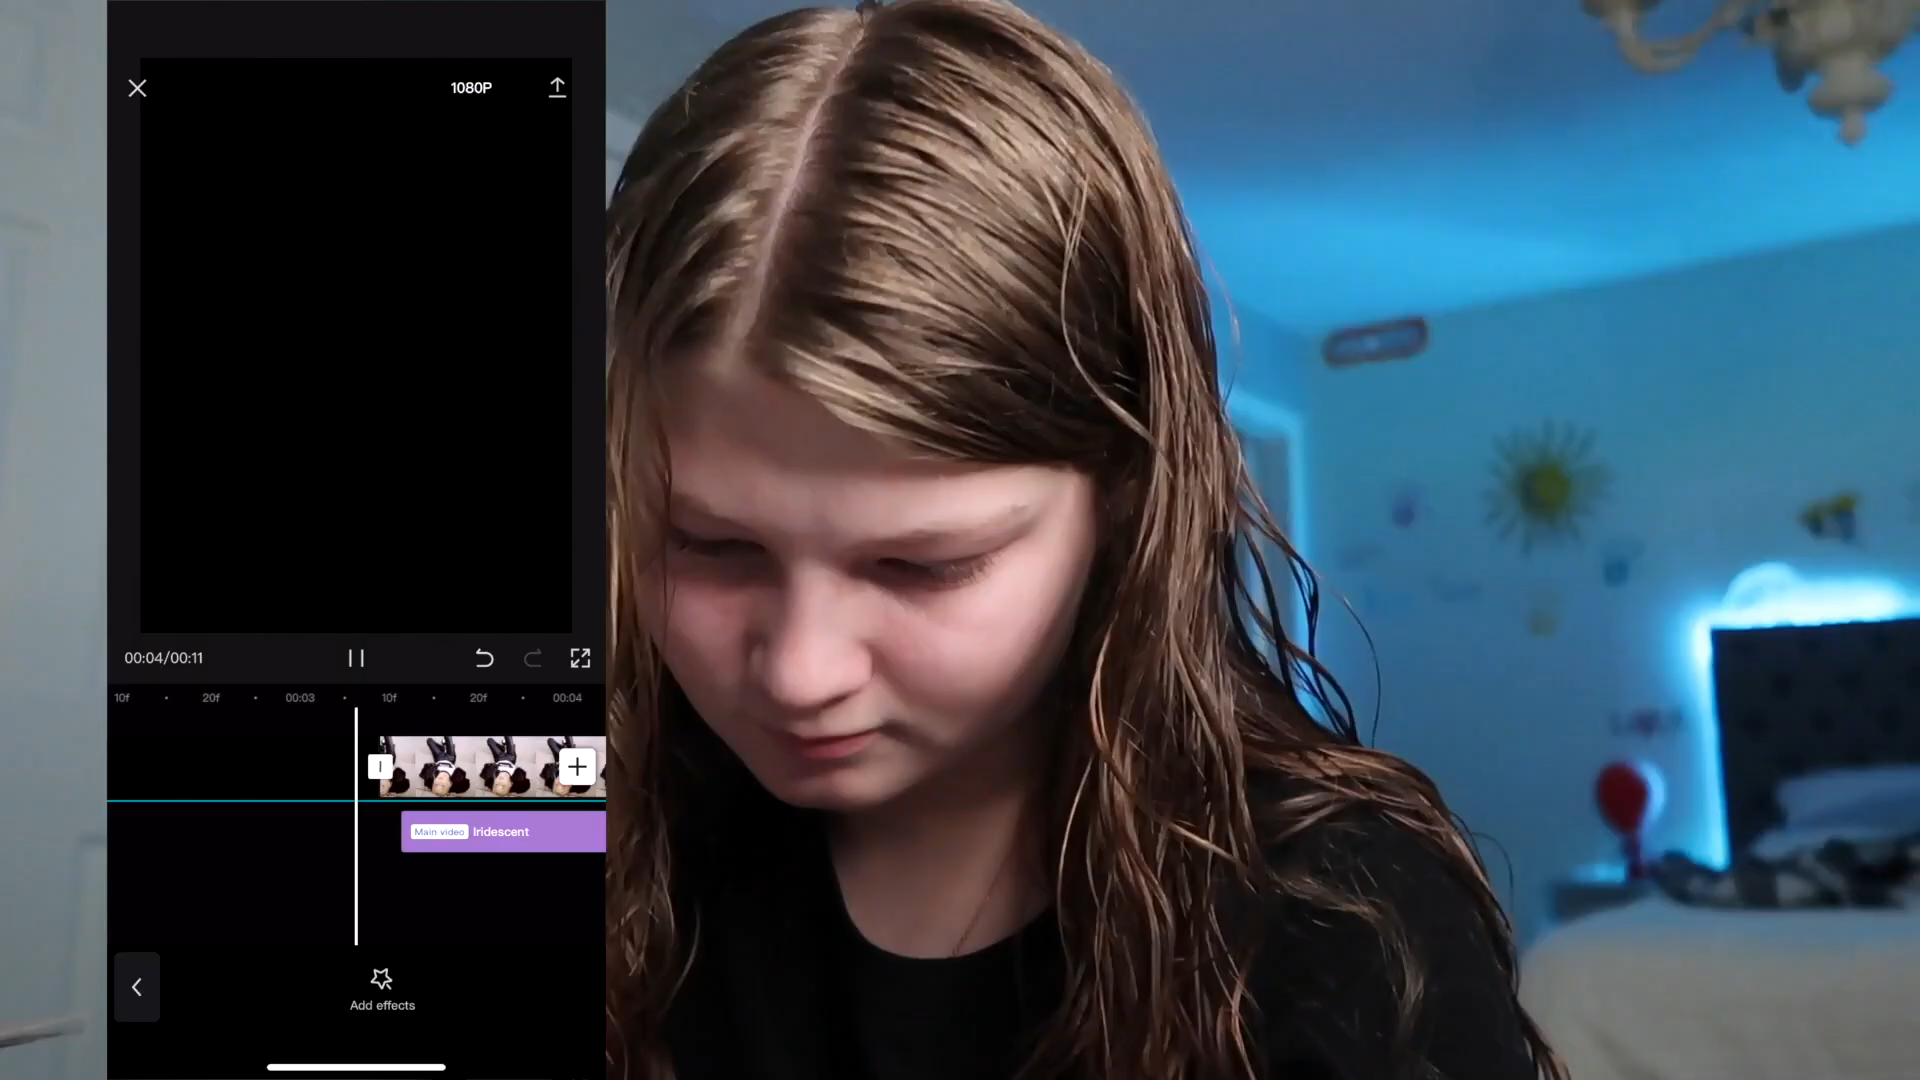 1080P
00:04/00:11
10f 20f 00:03 10f 20f 00:04
Main video Iridescent
Add effects